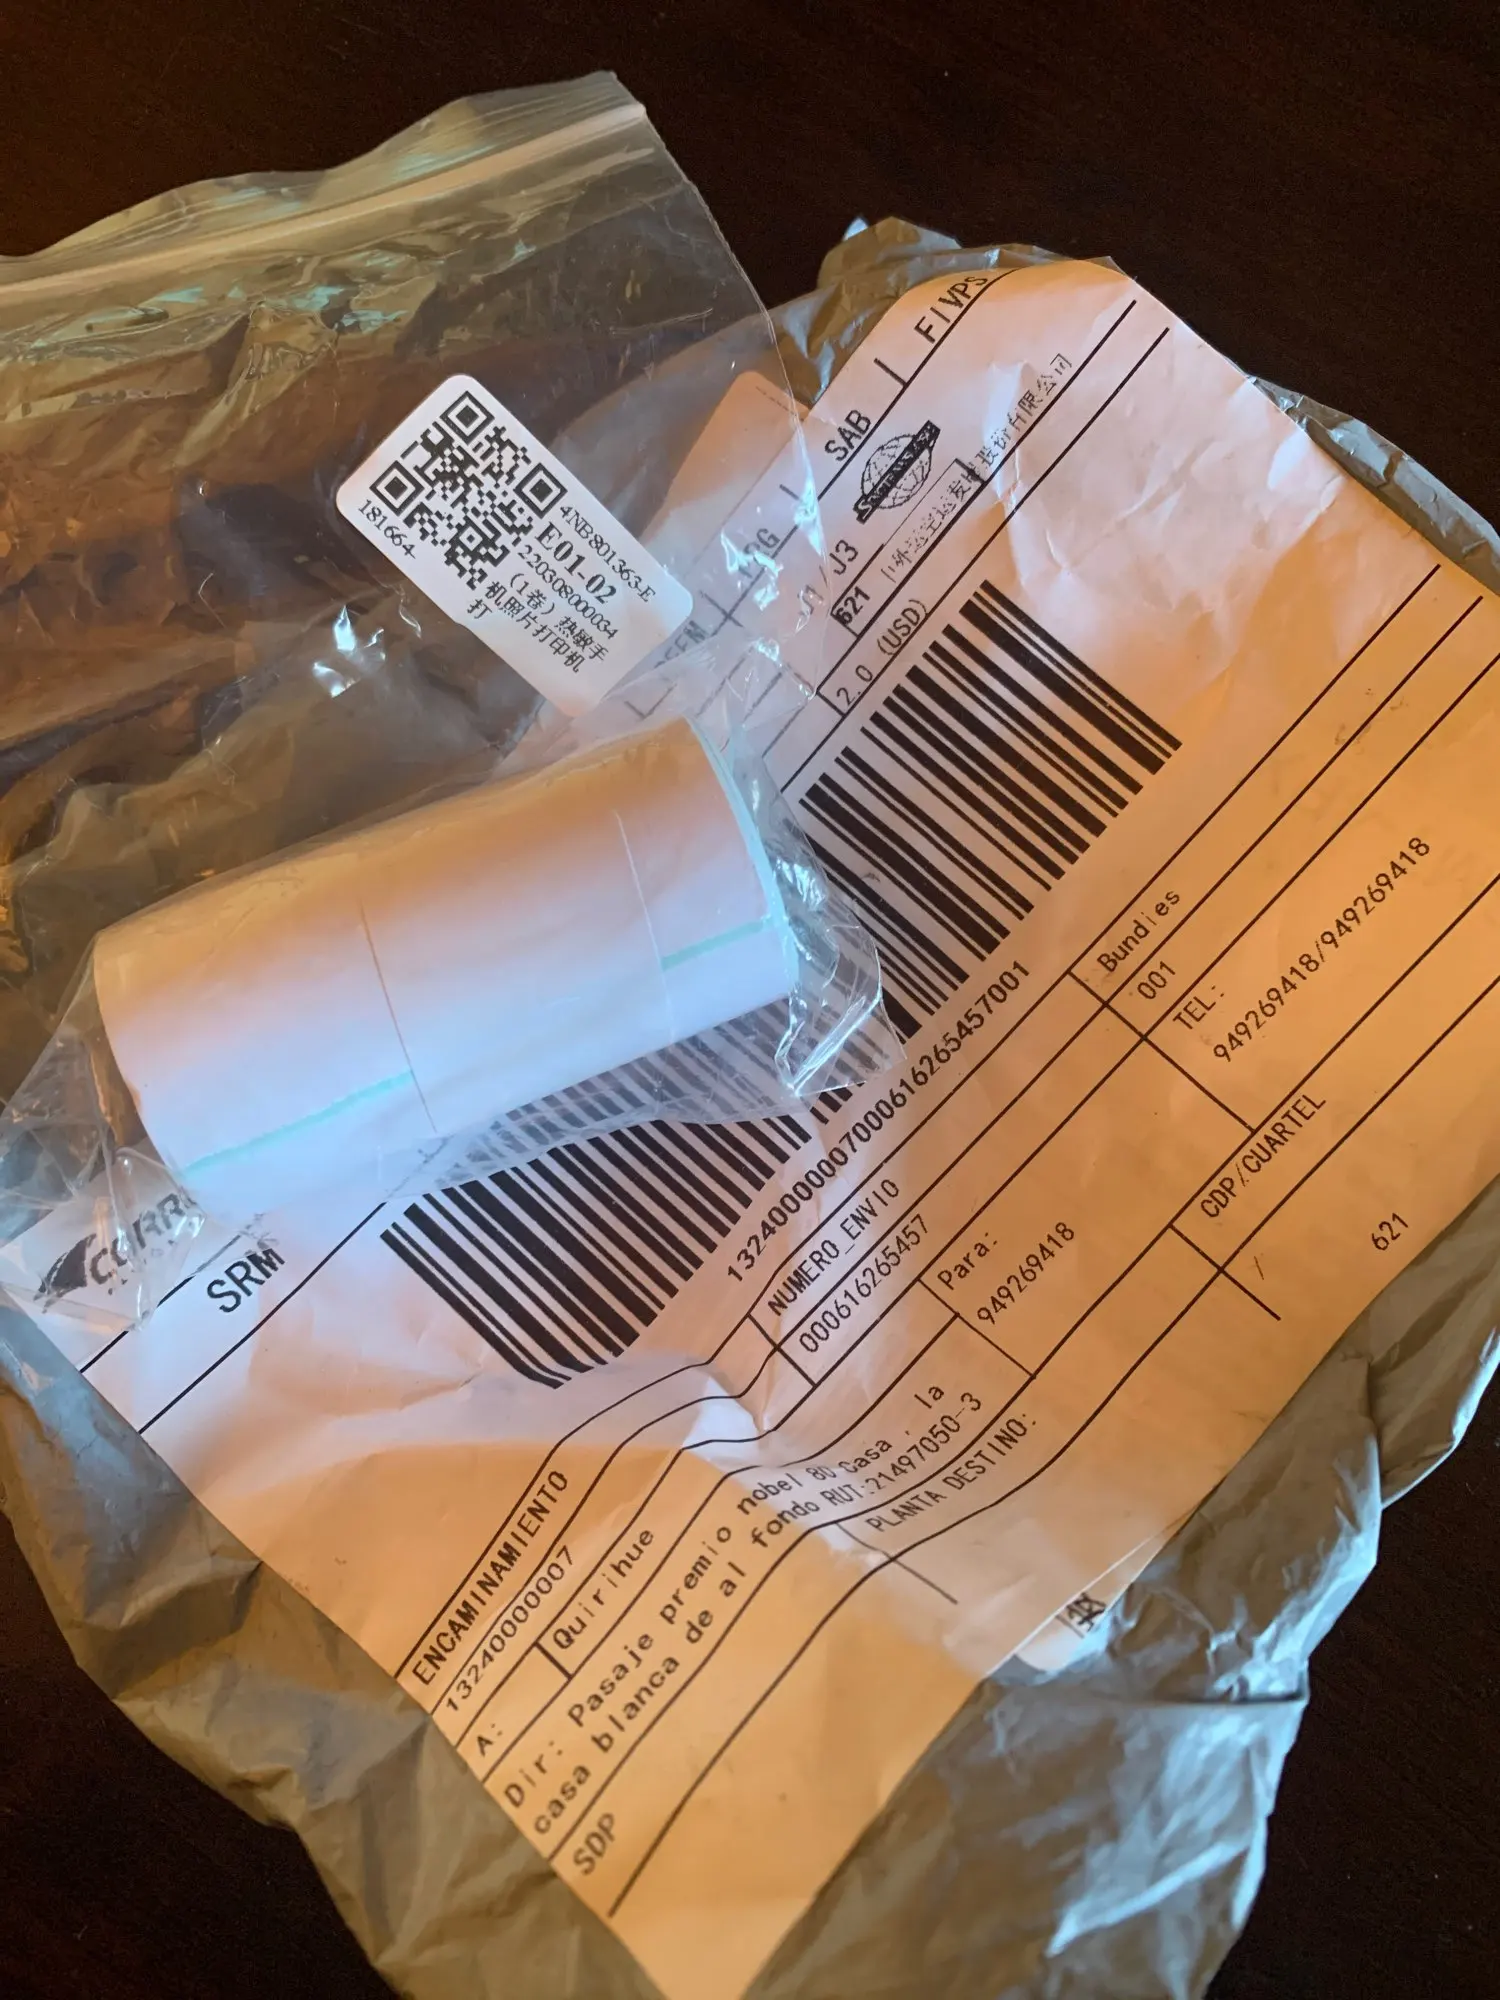 4NB801363-E
E01-02
220308000034
(1卷) 热敏手
机照片打印机
打
181664-
SAB
FIVPS
J3
621
2.0 (USD)
SRM
13240000007000616265457001
ENCAMINAMIENTO
NUMERO_ENVIO
Bundies
13240000007
000616265457
001
A:
Quirihue
Para:
949269418
TEL:
949269418/949269418
Dir: Pasaje premio nobel 80 Casa , la
casa blanca de al fondo RUT:21497050-3
CDP/CUARTEL
621
SDP
PLANTA DESTINO: